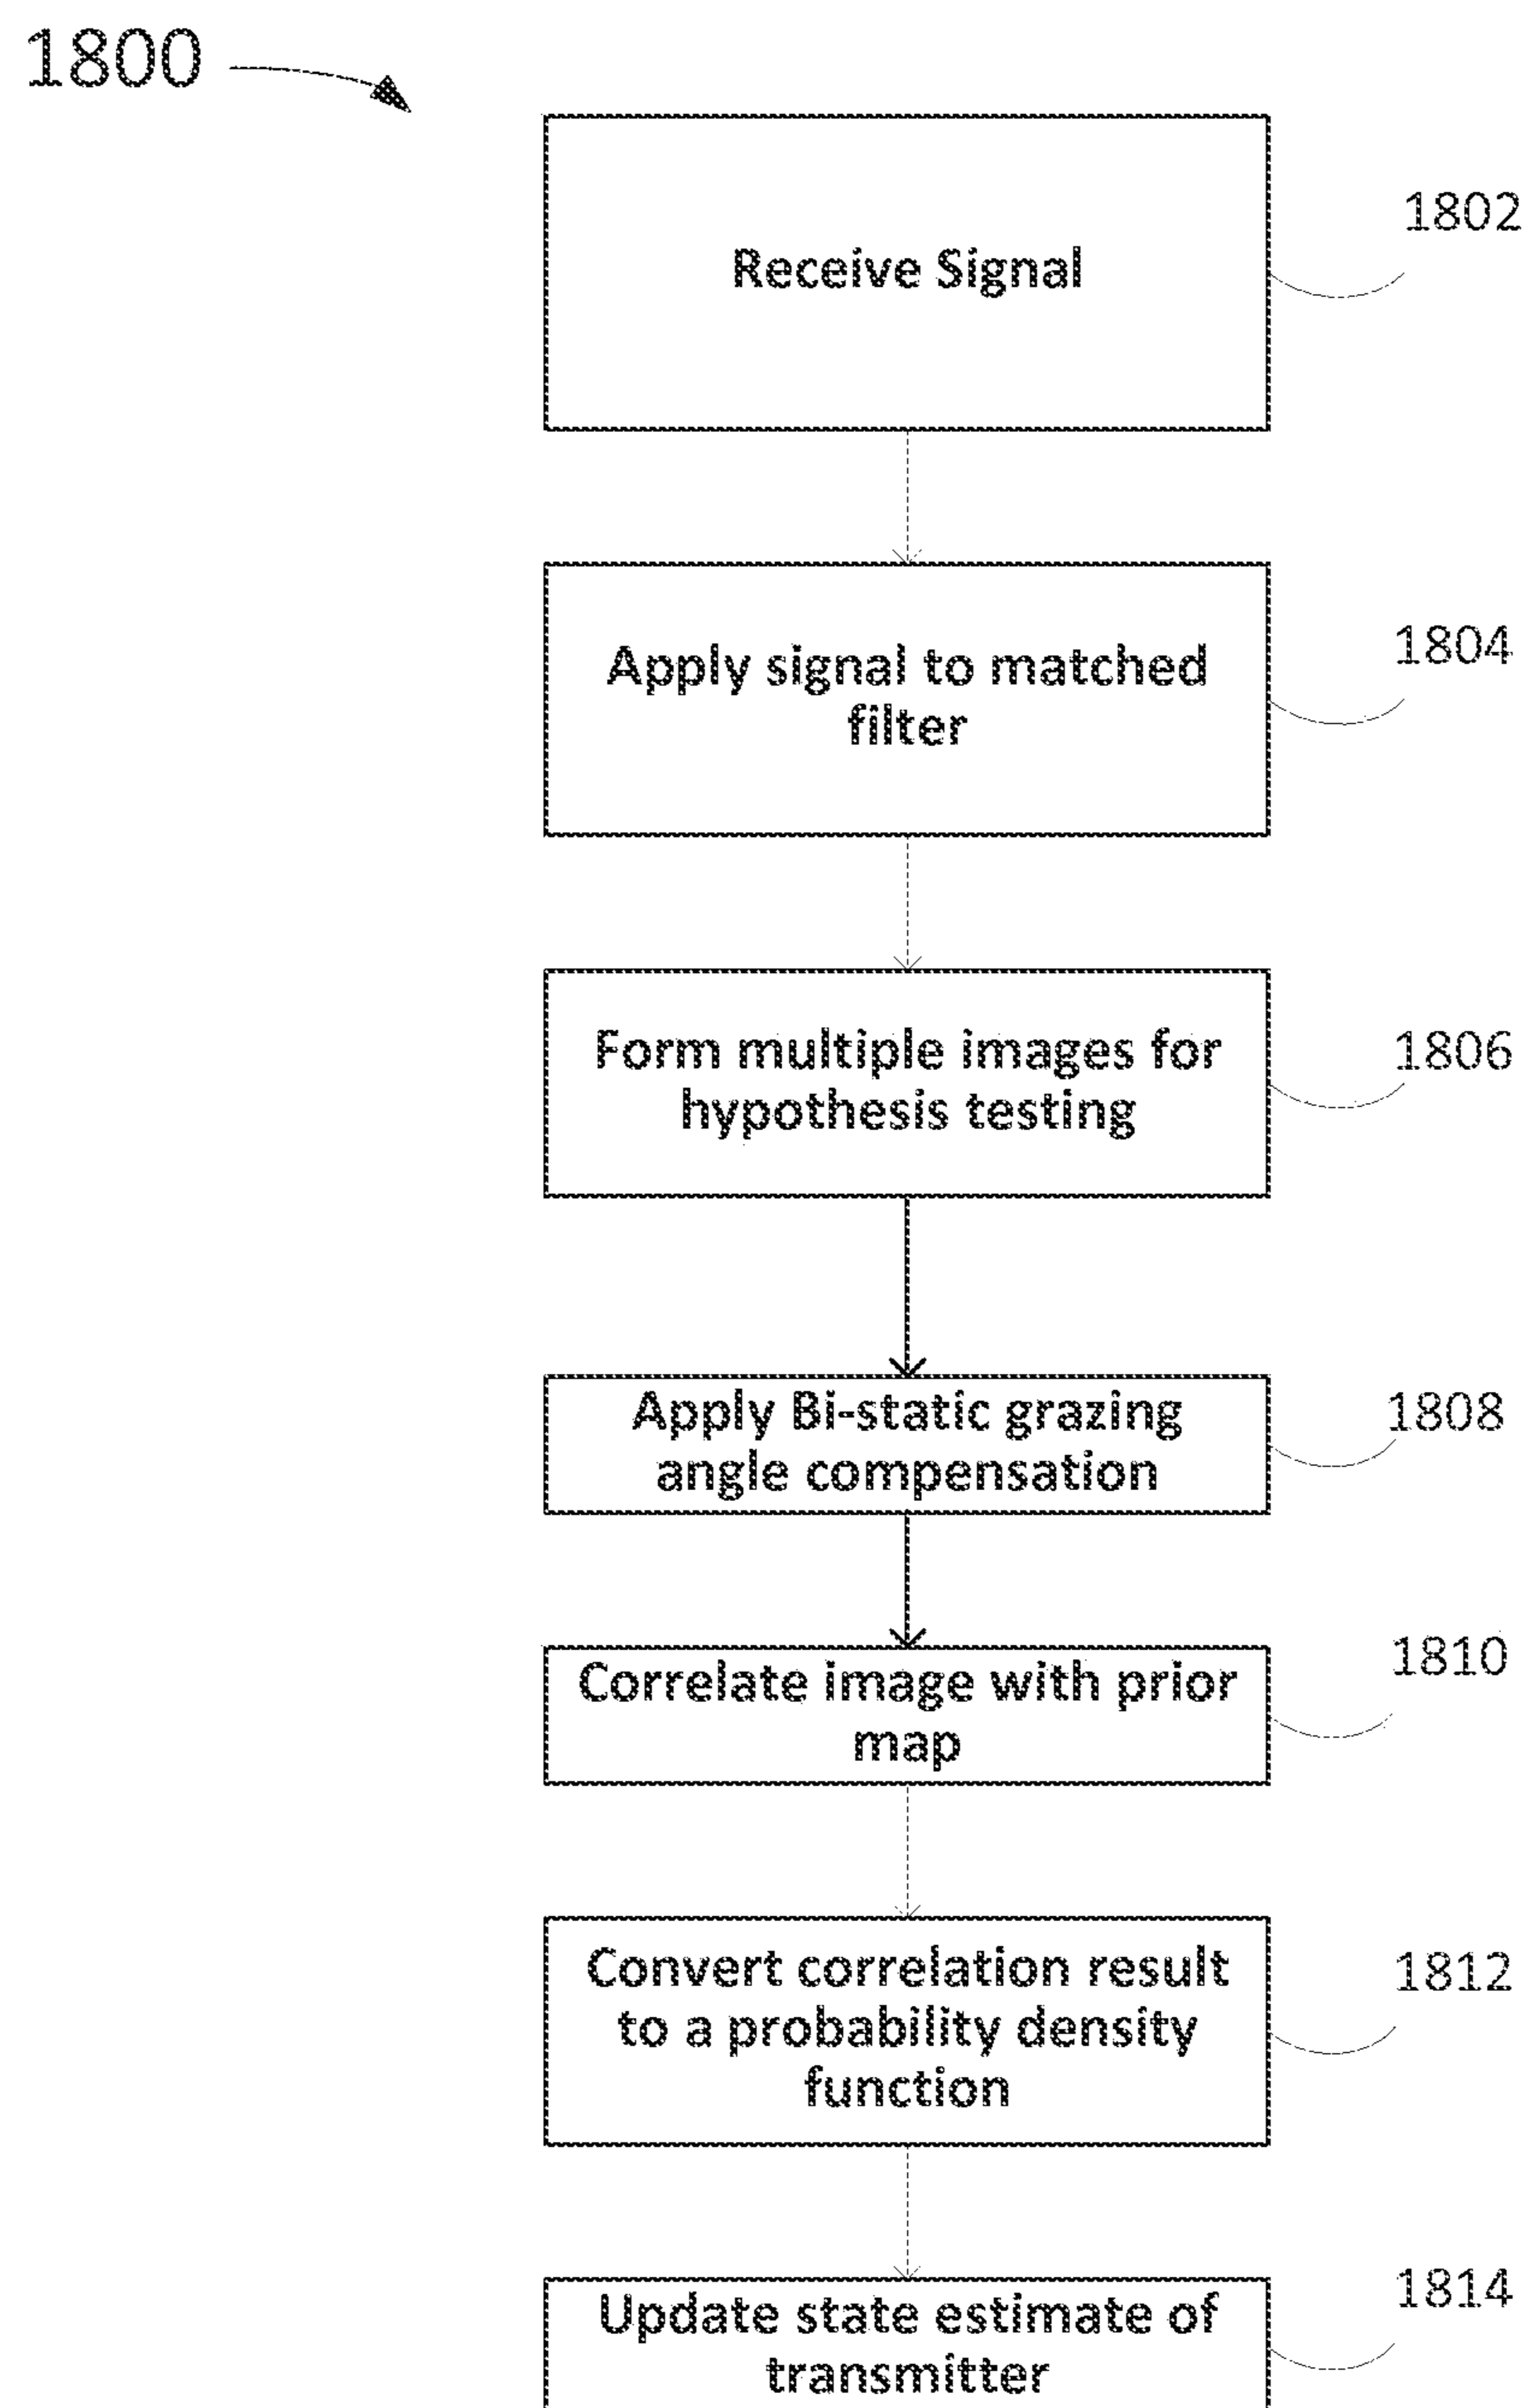 1800
Receive Signal
1802
Apply signal to matched
filter
1804
Form multiple images for
hypothesis testing
1806
Apply Bi-static grazing
angle compensation
1808
Correlate image with prior
map
1810
Convert correlation result
to a probability density
function
1812
Update state estimate of
transmitter
1814